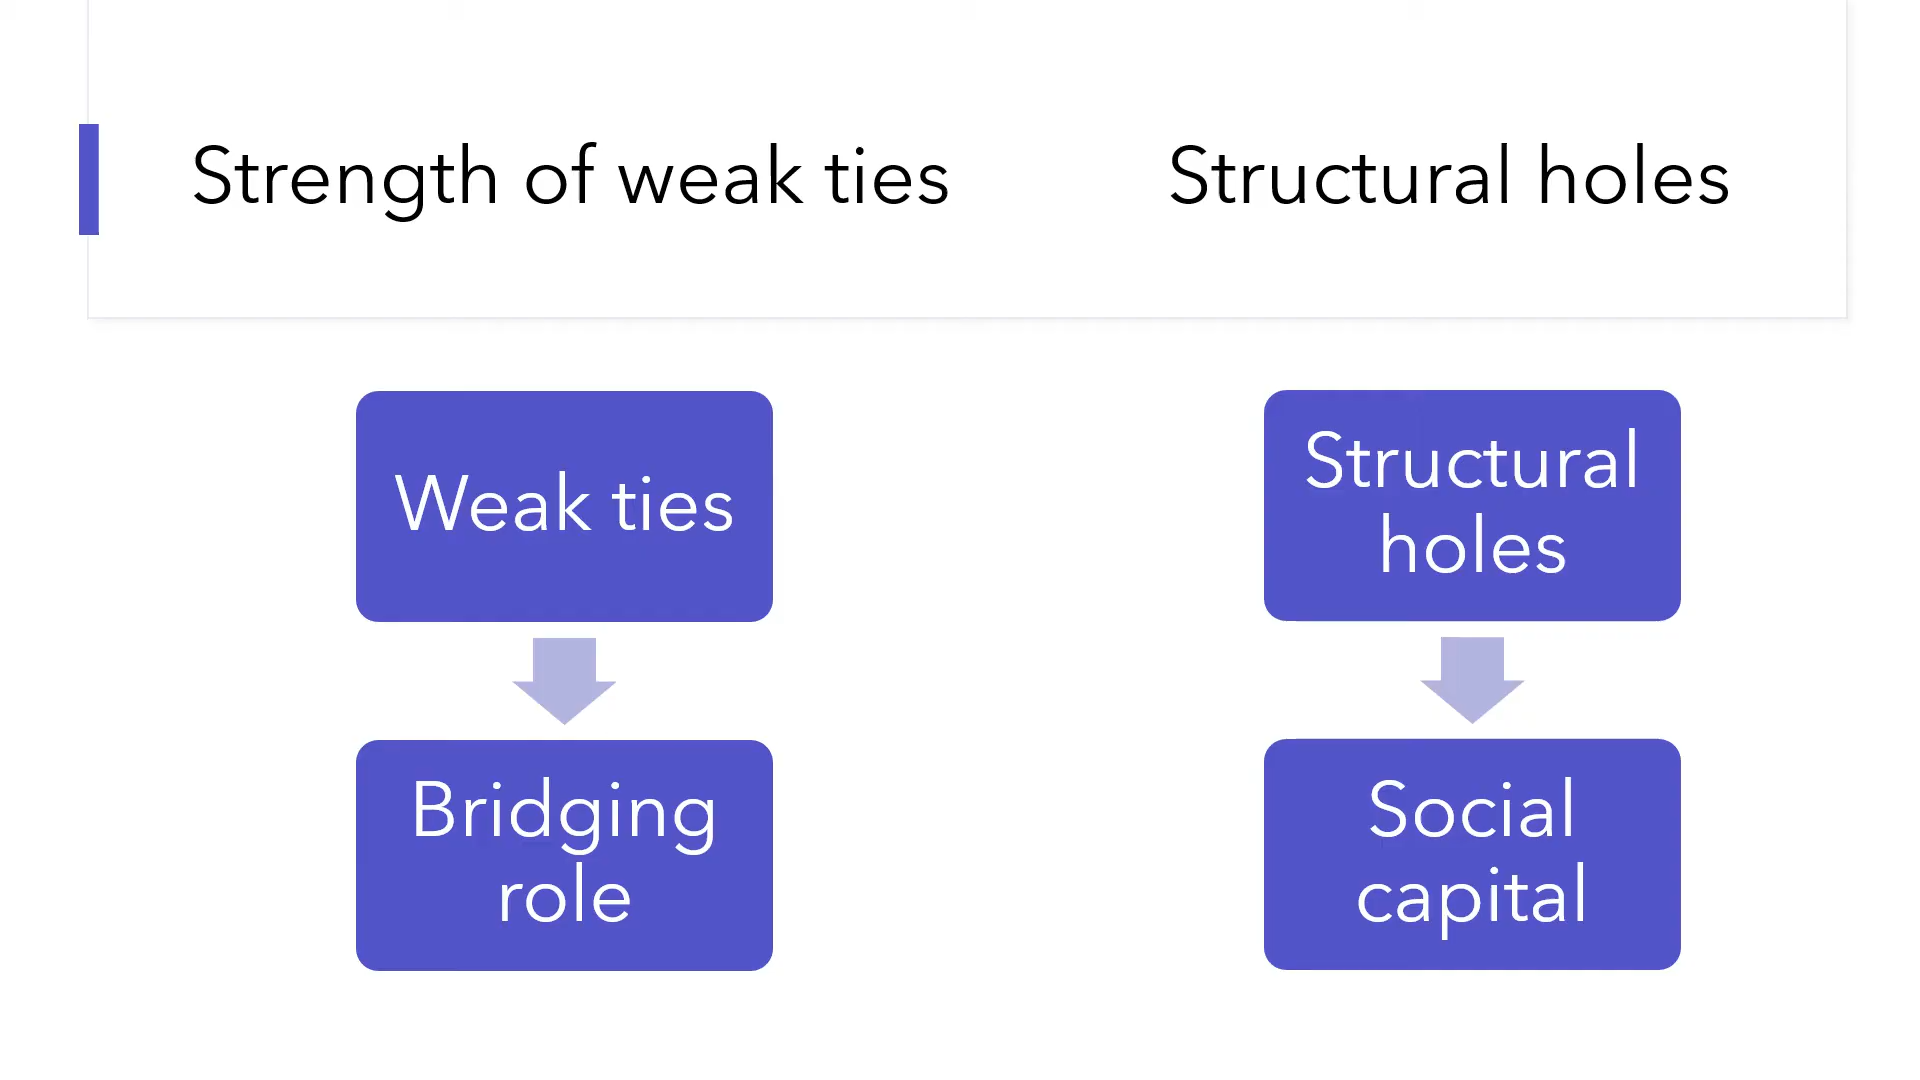 Strength of weak ties
Structural holes
Weak ties
Bridging
role
Structural
holes
Social
capital